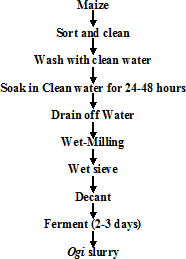 Maize
Sort and clean
Wash with clean water
Soak in Clean water for 24-48 hours
Drain off Water
Wet-Milling
Wet sieve
Decant
Ferment (2-3 days)
Ogi slurry